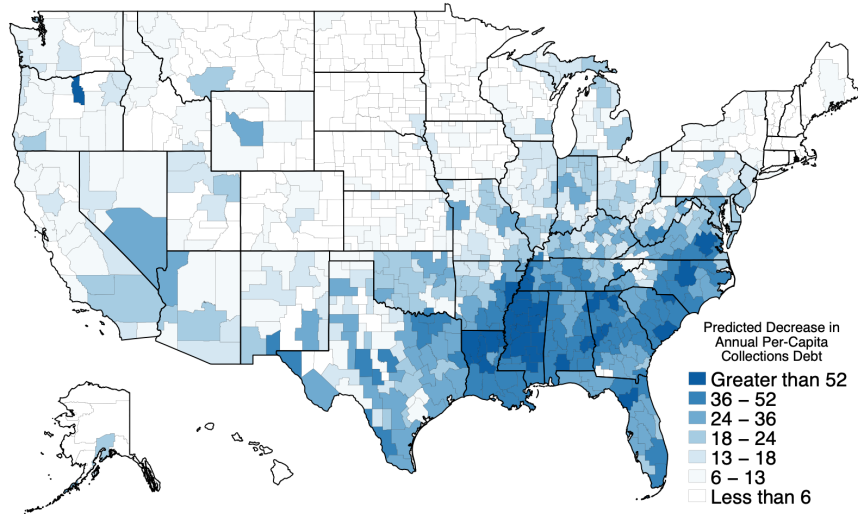 Predicted Decrease in
Annual Per-Capita
Collections Debt
Greater than 52
36 – 52
24 – 36
18 – 24
13 – 18
6 – 13
Less than 6